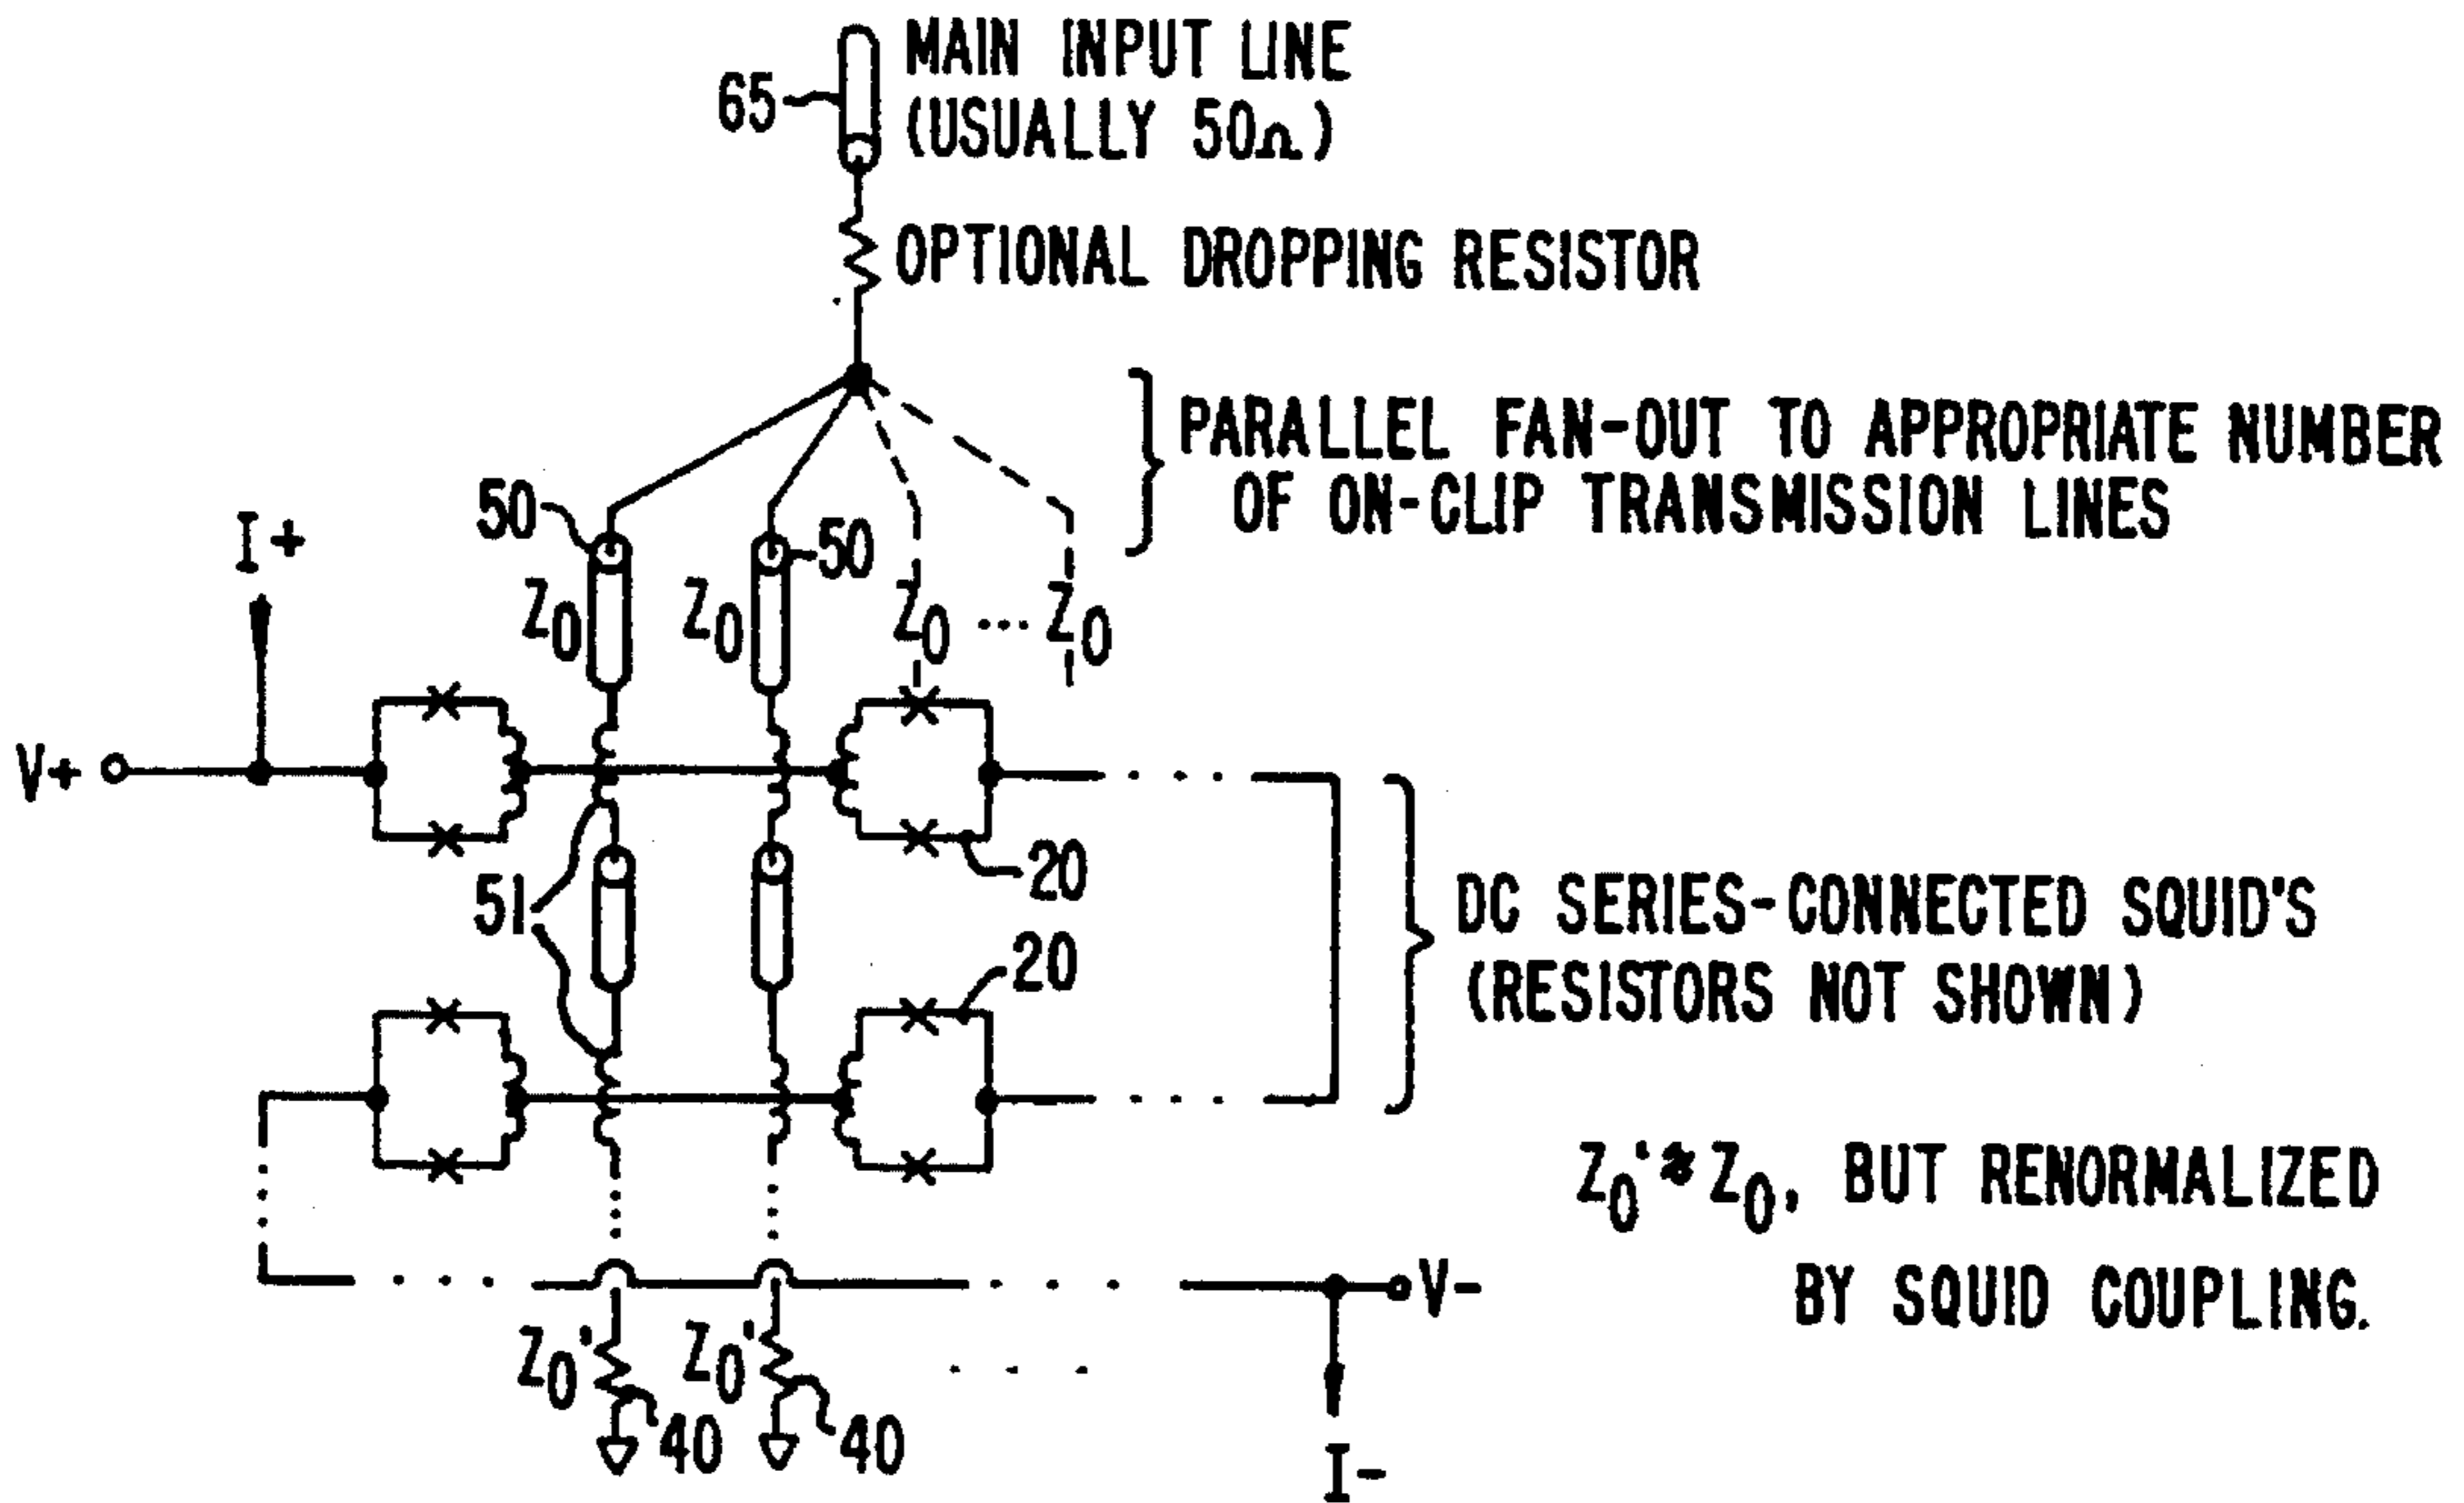 65
MAIN INPUT LINE
(USUALLY 50Ω)
OPTIONAL DROPPING RESISTOR
PARALLEL FAN-OUT TO APPROPRIATE NUMBER
OF ON-CLIP TRANSMISSION LINES
I+
50
50
Z0 Z0 Z0 ... Z0
V+
20
51
20
DC SERIES-CONNECTED SQUID'S
(RESISTORS NOT SHOWN)
Z0' ≈ Z0, BUT RENORMALIZED
BY SQUID COUPLING.
V-
Z0' Z0'
40 40
I-